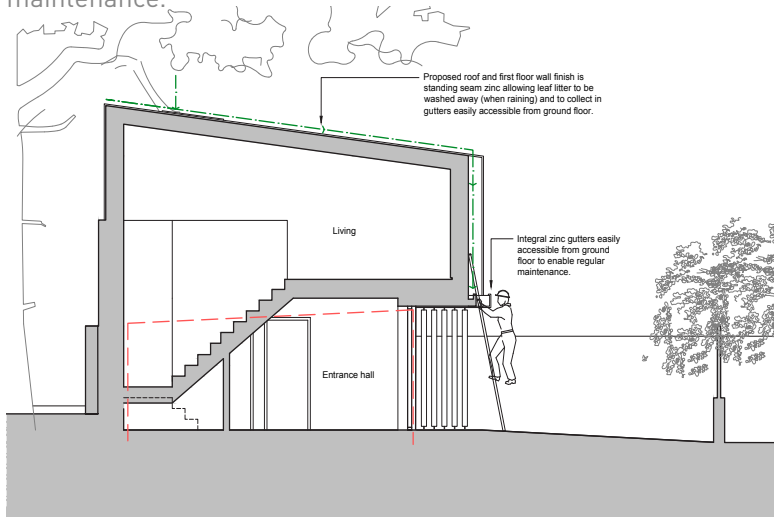 maintenance.
Proposed roof and first floor wall finish is
standing seam zinc allowing leaf litter to be
washed away (when raining) and to collect in
gutters easily accessible from ground floor.
Living
Integral zinc gutters easily
accessible from ground
floor to enable regular
maintenance.
Entrance hall